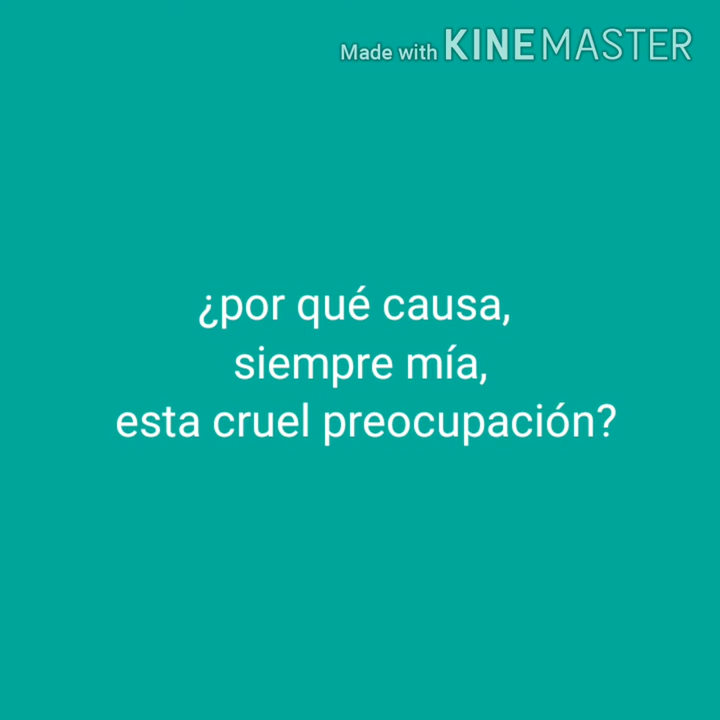 Made with KINEMASTER
¿por qué causa,
siempre mía,
esta cruel preocupación?